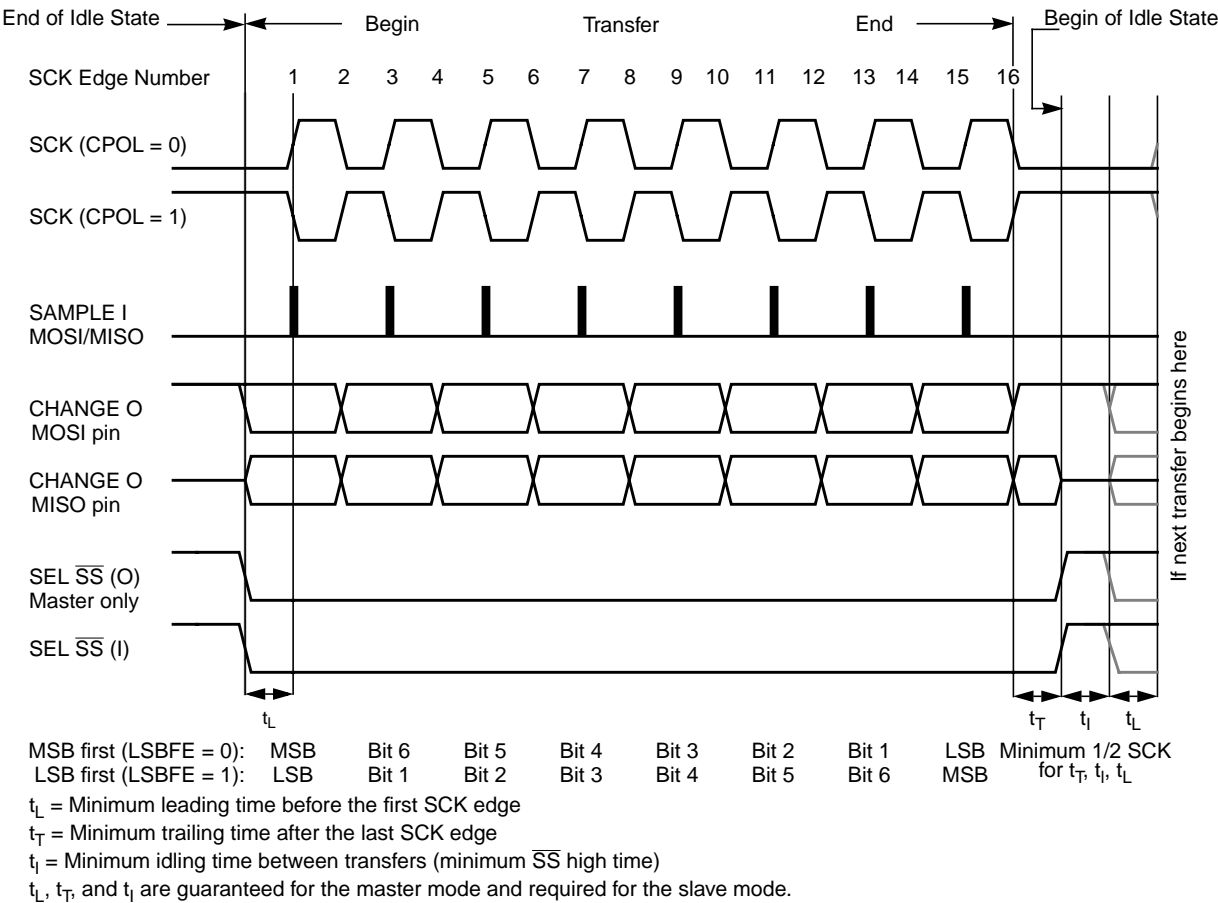 End of Idle State Begin Transfer End Begin of Idle State
SCK Edge Number 1 2 3 4 5 6 7 8 9 10 11 12 13 14 15 16
SCK (CPOL = 0)
SCK (CPOL = 1)
SAMPLE I
MOSI/MISO
CHANGE O
MOSI pin
CHANGE O
MISO pin
SEL S̅S̅ (O)
Master only
SEL S̅S̅ (I)
If next transfer begins here
tL tT tI tL
MSB first (LSBFE = 0): MSB Bit 6 Bit 5 Bit 4 Bit 3 Bit 2 Bit 1 LSB Minimum 1/2 SCK
LSB first (LSBFE = 1): LSB Bit 1 Bit 2 Bit 3 Bit 4 Bit 5 Bit 6 MSB for tT, tI, tL
tL = Minimum leading time before the first SCK edge
tT = Minimum trailing time after the last SCK edge
tI = Minimum idling time between transfers (minimum S̅S̅ high time)
tL, tT, and tI are guaranteed for the master mode and required for the slave mode.